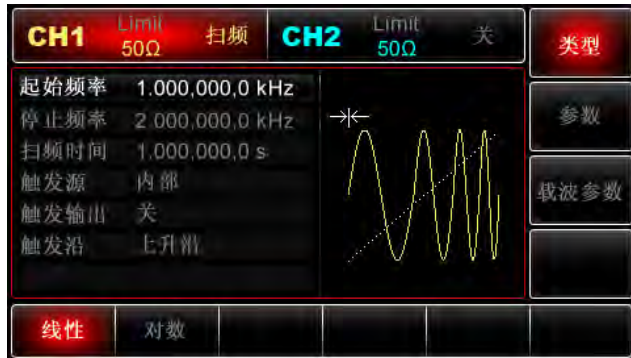 CH1 Limit 50Ω 扫频 CH2 Limit 50Ω 关
类型
起始频率 1.000,000,0 kHz
停止频率 2.000,000,0 kHz
参数
扫频时间 1.000,000,0 s
触发源 内部
载波参数
触发输出 关
触发沿 上升沿
线性 对数